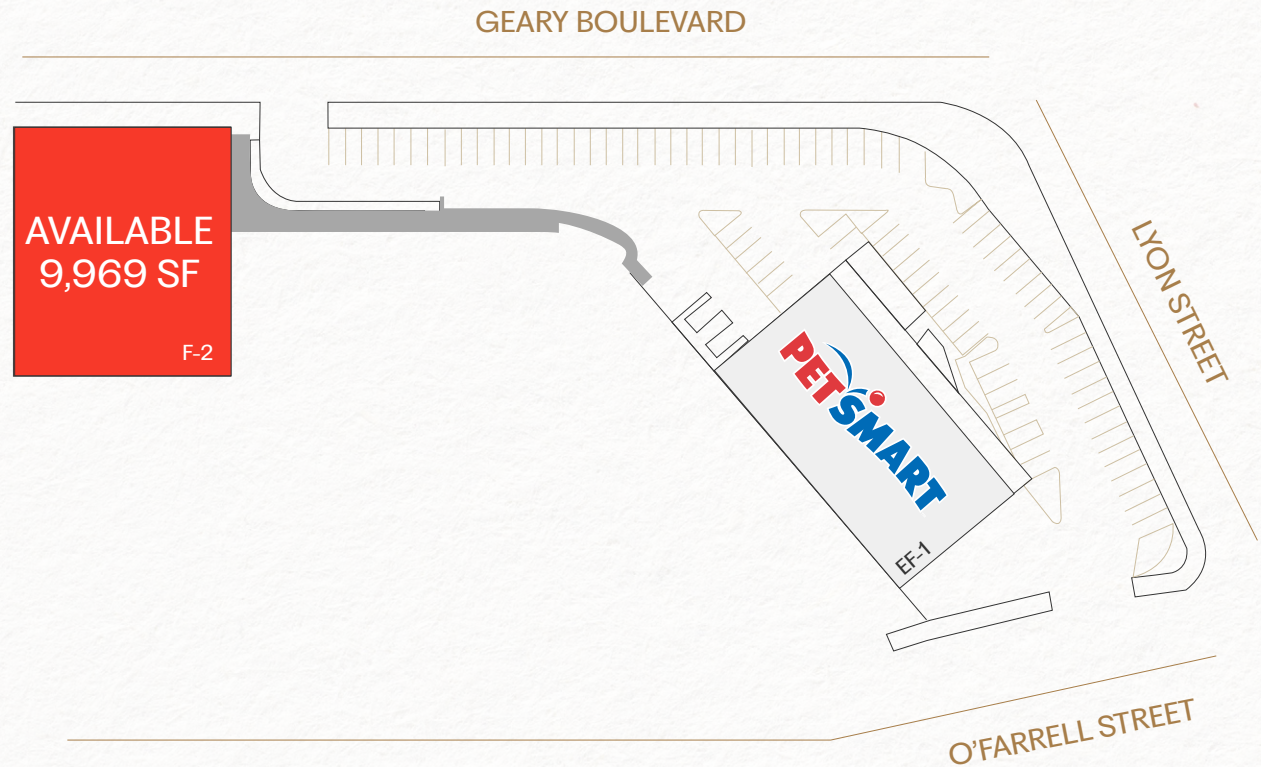 GEARY BOULEVARD
AVAILABLE
9,969 SF
F-2
LYON STREET
PETSMART
EF-1
O'FARRELL STREET